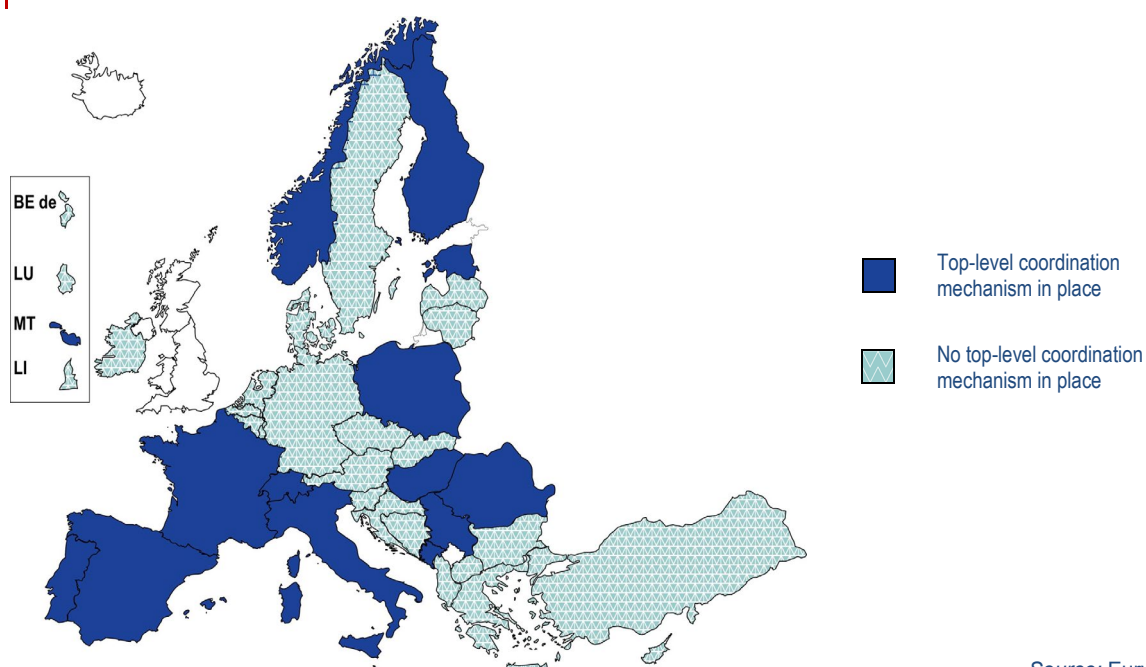 BE de
LU
MT
LI
Top-level coordination
mechanism in place
No top-level coordination
mechanism in place